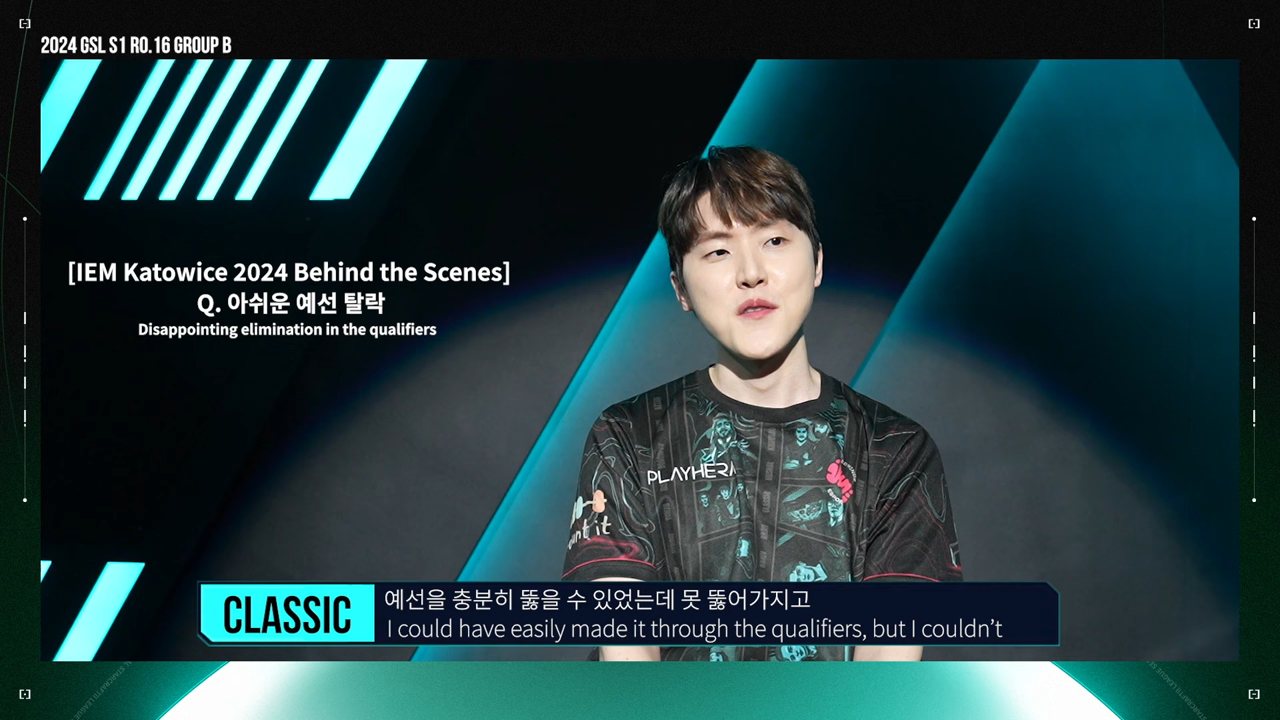 2024 GSL S1 RO.16 GROUP B
[IEM Katowice 2024 Behind the Scenes]
Q. 아쉬운 예선 탈락
Disappointing elimination in the qualifiers
PLAYHERA
CLASSIC
예선을 충분히 뚫을 수 있었는데 못 뚫어가지고
I could have easily made it through the qualifiers, but I couldn't